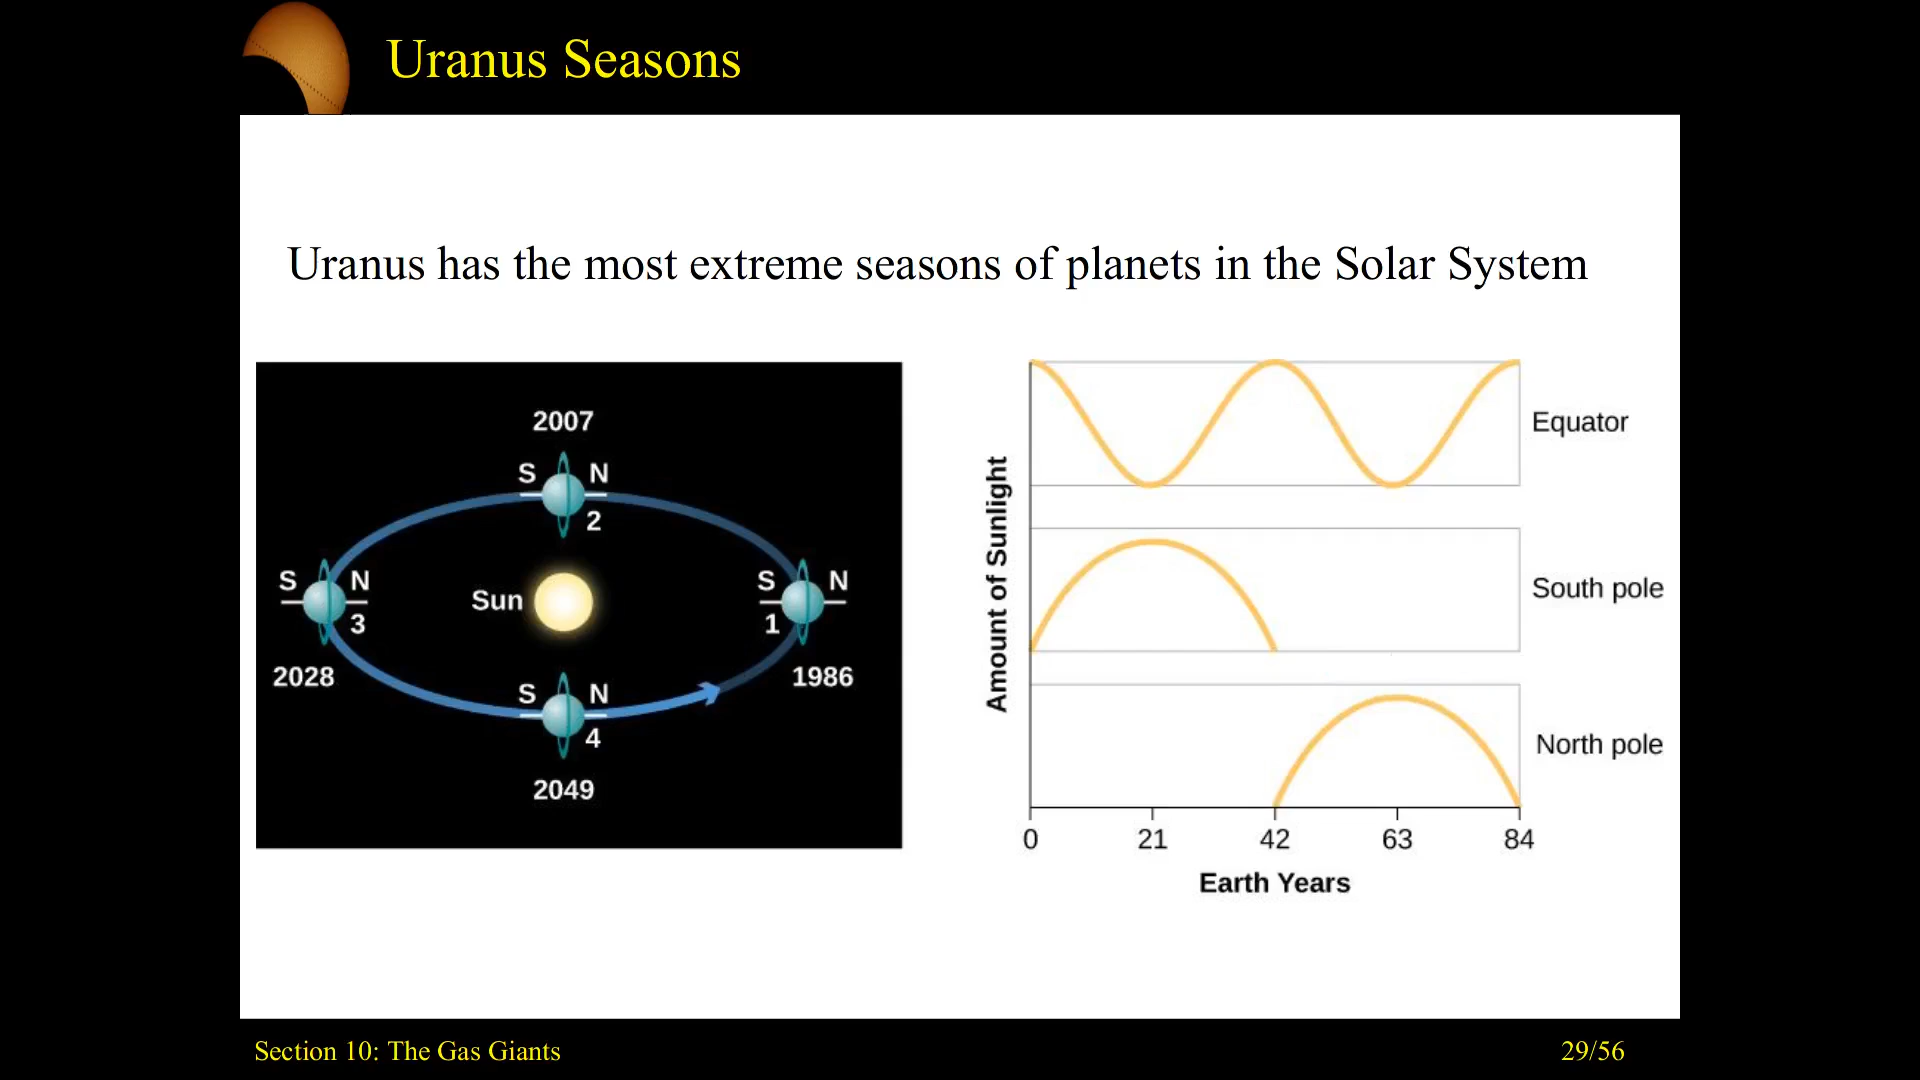 Uranus Seasons
Uranus has the most extreme seasons of planets in the Solar System
2007
S N
2
S N
3
2028
Sun
S N
1
1986
S N
4
2049
Amount of Sunlight
Equator
South pole
North pole
0 21 42 63 84
Earth Years
Section 10: The Gas Giants
29/56